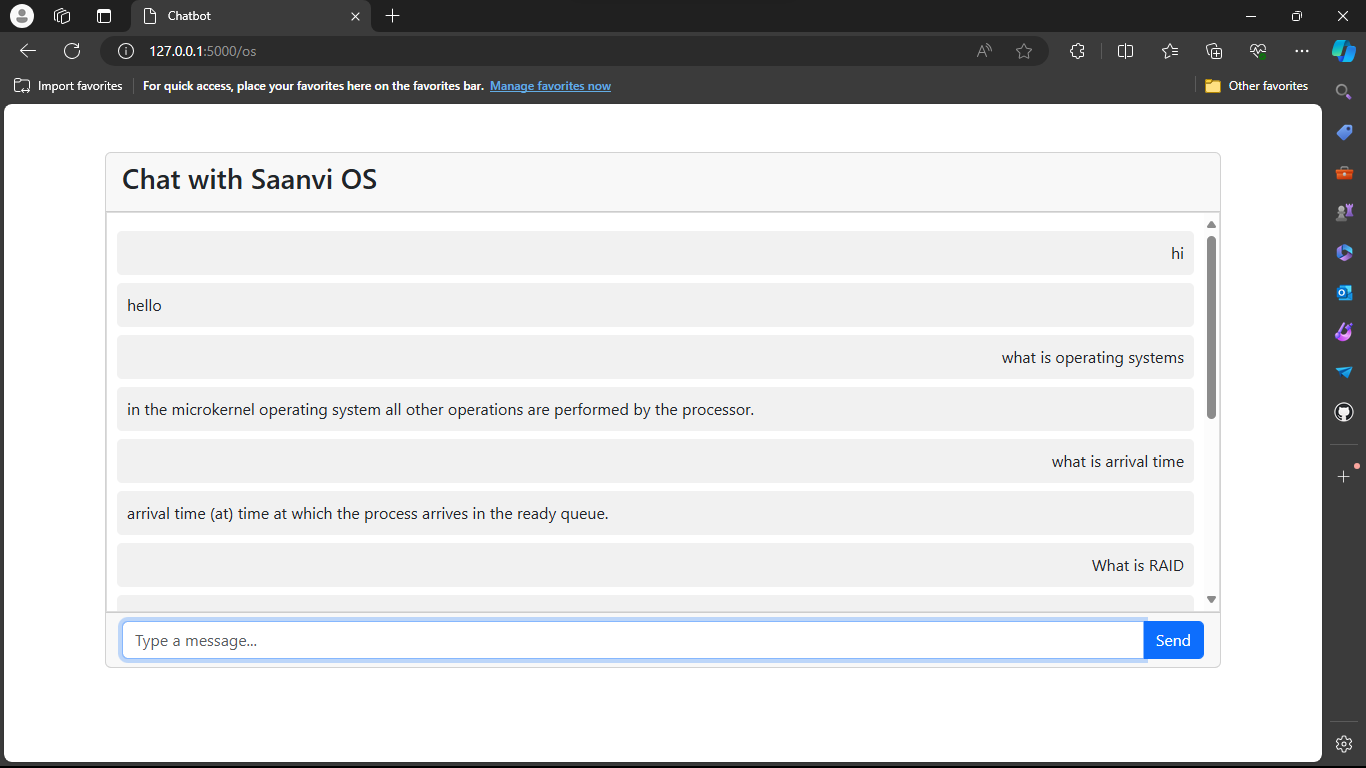 Chatbot
127.0.0.1:5000/os
Import favorites
For quick access, place your favorites here on the favorites bar. Manage favorites now
Other favorites
Chat with Saanvi OS
hi
hello
what is operating systems
in the microkernel operating system all other operations are performed by the processor.
what is arrival time
arrival time (at) time at which the process arrives in the ready queue.
What is RAID
Type a message...
Send